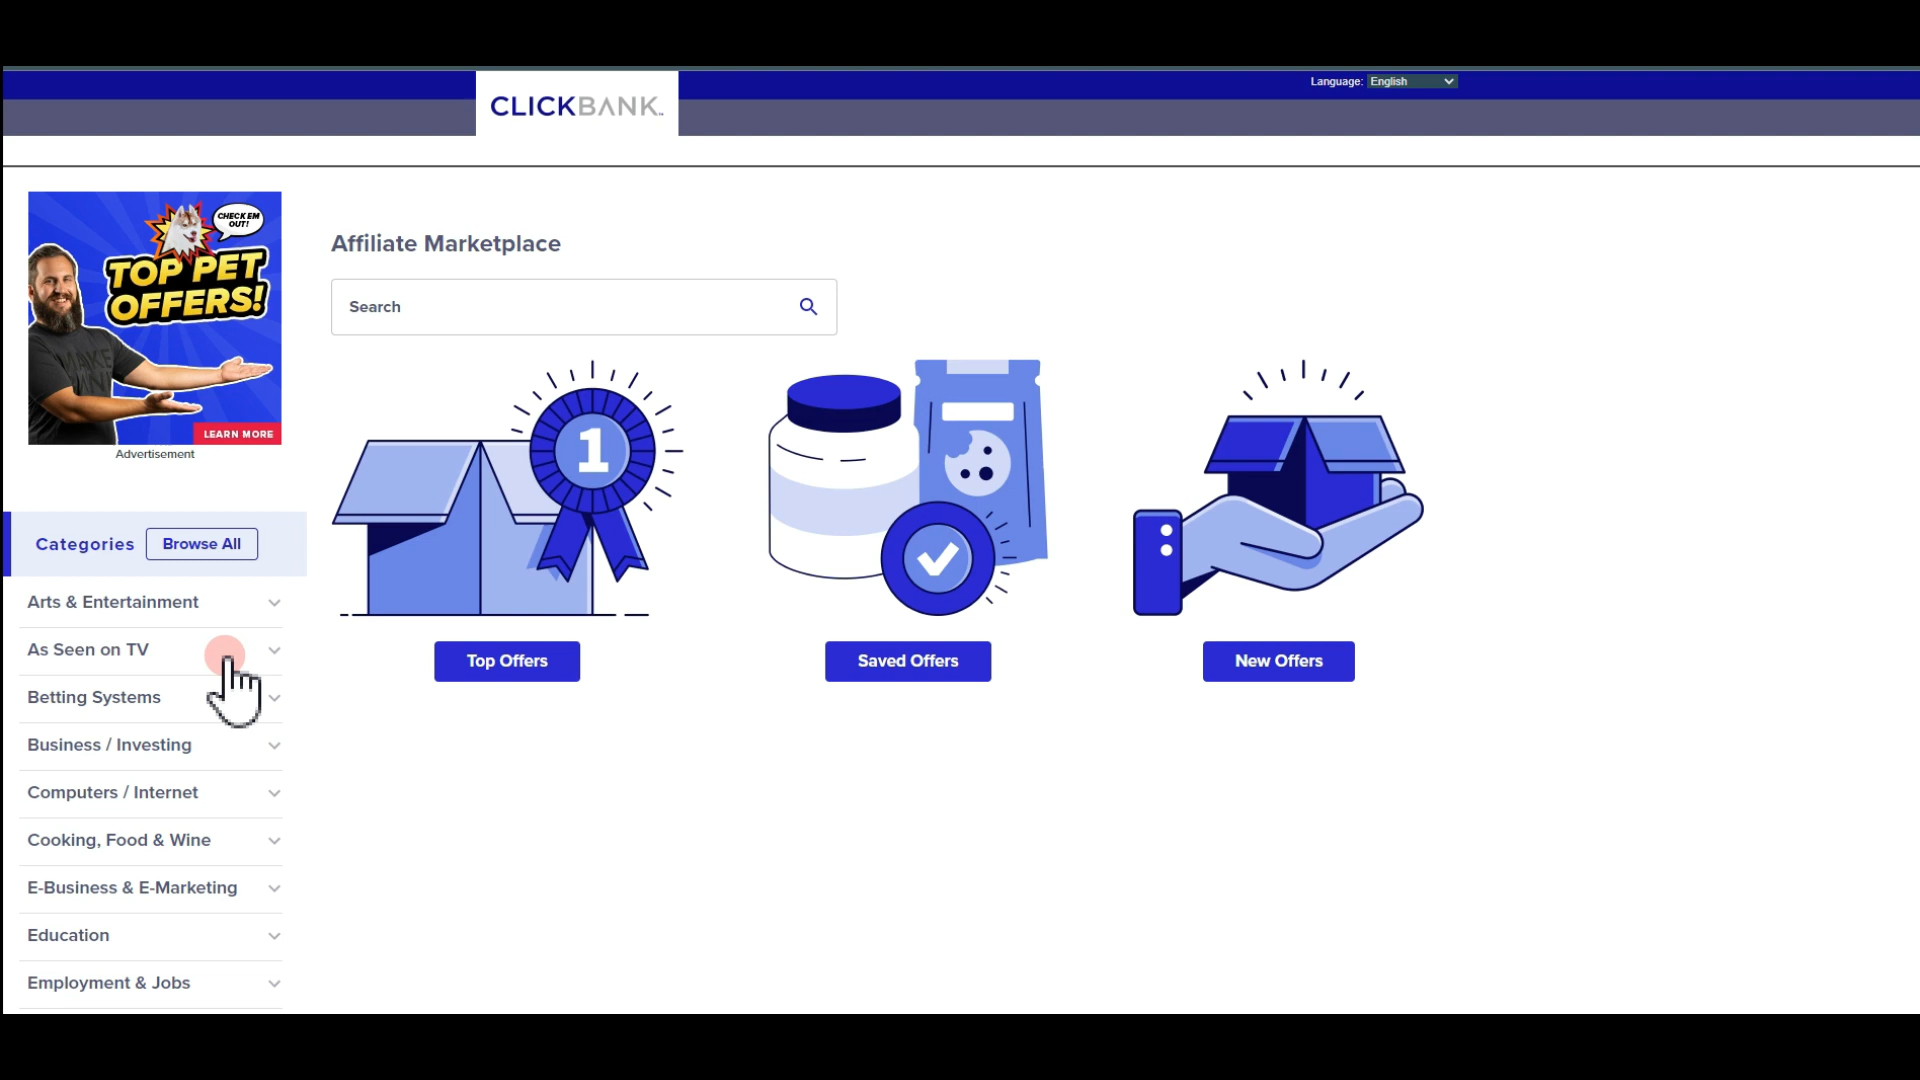 Language: English
CLICKBANK
CHECK EM
OUT!
TOP PET
OFFERS!
LEARN MORE
Advertisement
Affiliate Marketplace
Search
1
Top Offers
Saved Offers
New Offers
Categories
Browse All
Arts & Entertainment
As Seen on TV
Betting Systems
Business / Investing
Computers / Internet
Cooking, Food & Wine
E-Business & E-Marketing
Education
Employment & Jobs